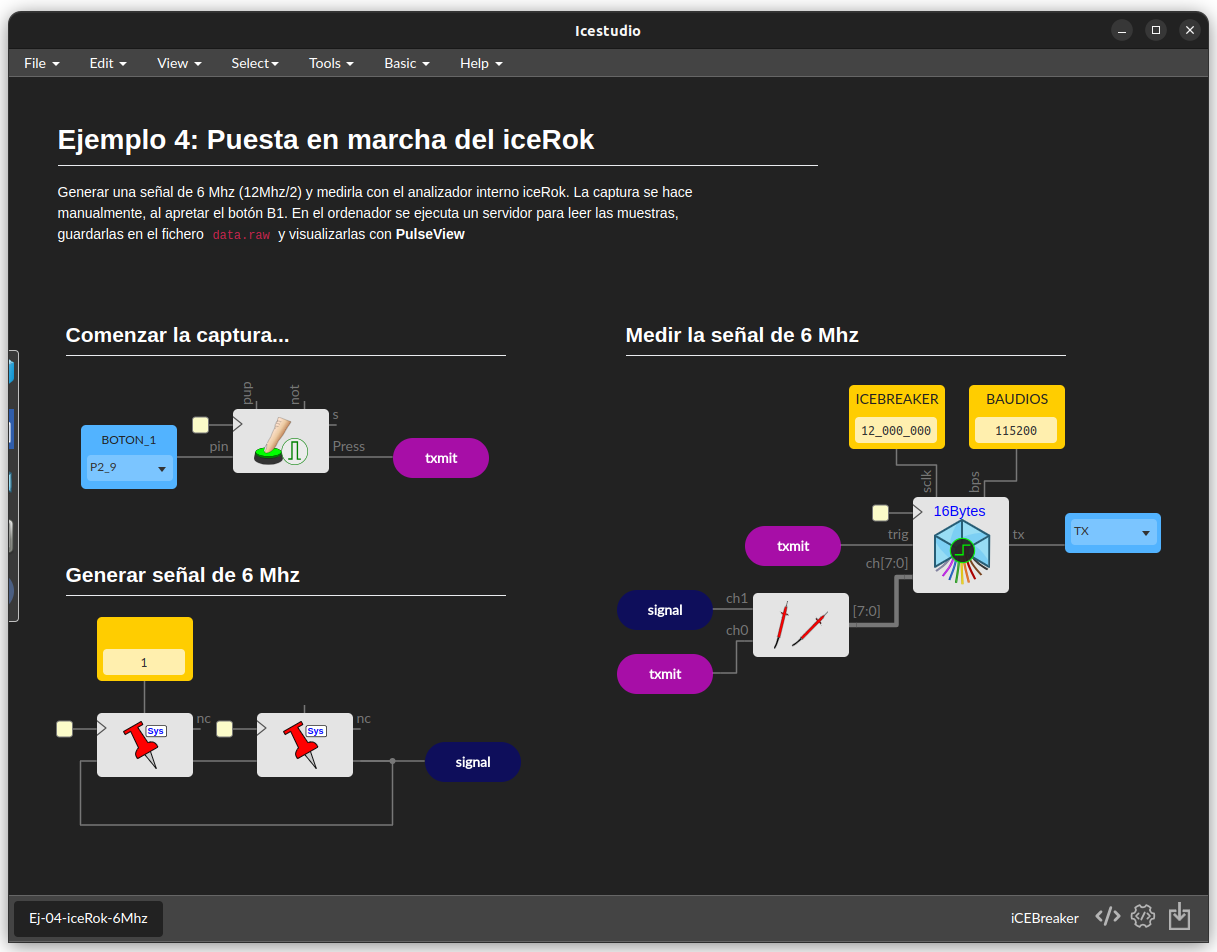 Icestudio
File Edit View Select Tools Basic Help
Ejemplo 4: Puesta en marcha del iceRok
Generar una señal de 6 Mhz (12Mhz/2) y medirla con el analizador interno iceRok. La captura se hace
manualmente, al apretar el botón B1. En el ordenador se ejecuta un servidor para leer las muestras,
guardarlas en el fichero data.raw y visualizarlas con PulseView
Comenzar la captura...
pup not
s
BOTON_1
P2_9
pin
Press
txmit
Generar señal de 6 Mhz
1
nc
nc
Sys
Sys
signal
Medir la señal de 6 Mhz
ICEBREAKER
12_000_000
BAUDIOS
115200
sclk
bps
16Bytes
trig
txmit
tx
TX
ch[7:0]
signal
ch1
ch0
[7:0]
txmit
Ej-04-iceRok-6Mhz
iCEBreaker